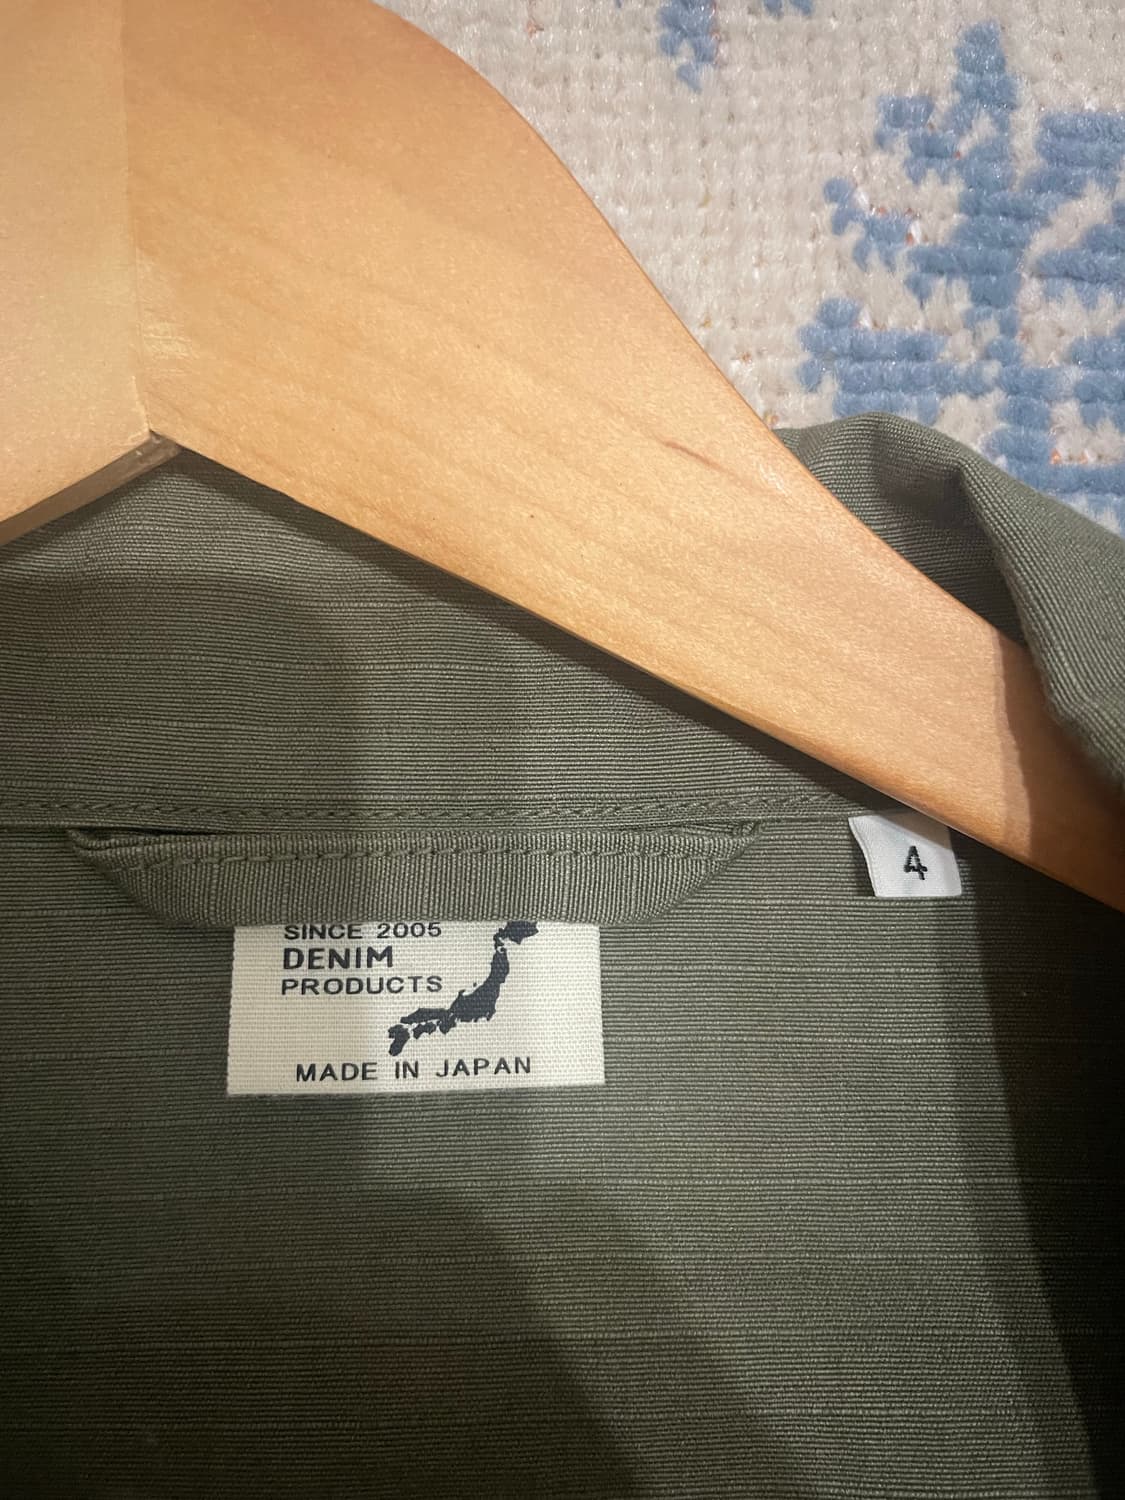 4
SINCE 2005
DENIM
PRODUCTS
MADE IN JAPAN